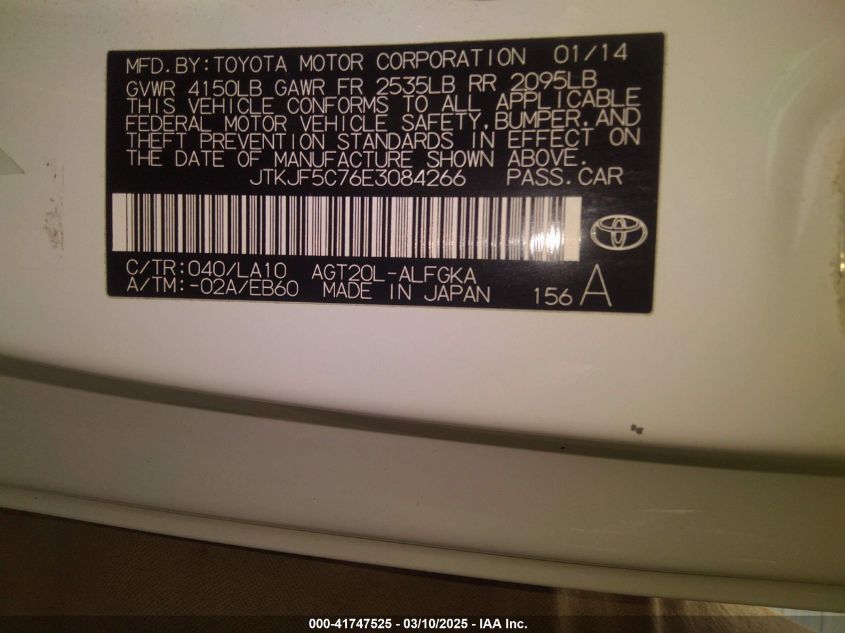 MFD.BY:TOYOTA MOTOR CORPORATION 01/14
GVWR 4150LB GAWR FR 2535LB RR 2095LB
THIS VEHICLE CONFORMS TO ALL APPLICABLE
FEDERAL MOTOR VEHICLE SAFETY,BUMPER,AND
THEFT PREVENTION STANDARDS IN EFFECT ON
THE DATE OF MANUFACTURE SHOWN ABOVE.
JTKJF5C76E3084266 PASS.CAR
C/TR:040/LA10 AGT20L-ALFGKA
A/TM:-02A/EB60 MADE IN JAPAN 156 A
000-41747525 - 03/10/2025 - IAA Inc.